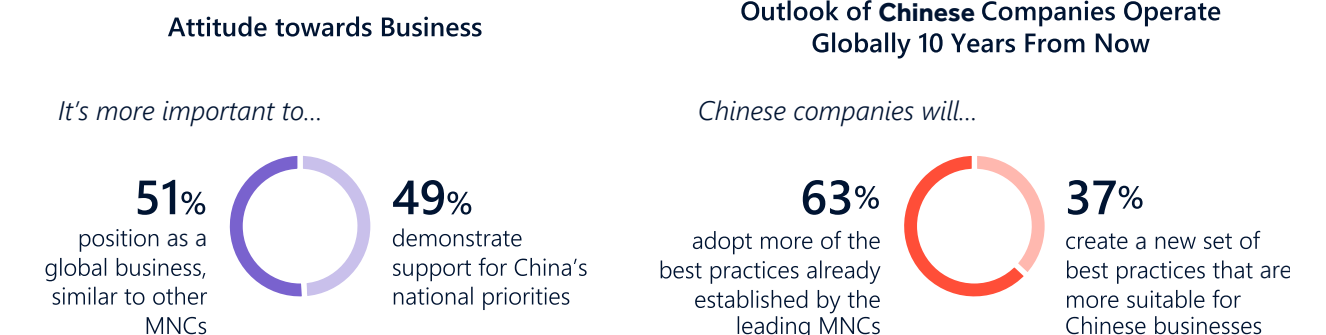 Attitude towards Business
It's more important to...
51%
position as a
global business,
similar to other
MNCs
49%
demonstrate
support for China's
national priorities
Outlook of Chinese Companies Operate
Globally 10 Years From Now
Chinese companies will...
63%
adopt more of the
best practices already
established by the
leading MNCs
37%
create a new set of
best practices that are
more suitable for
Chinese businesses